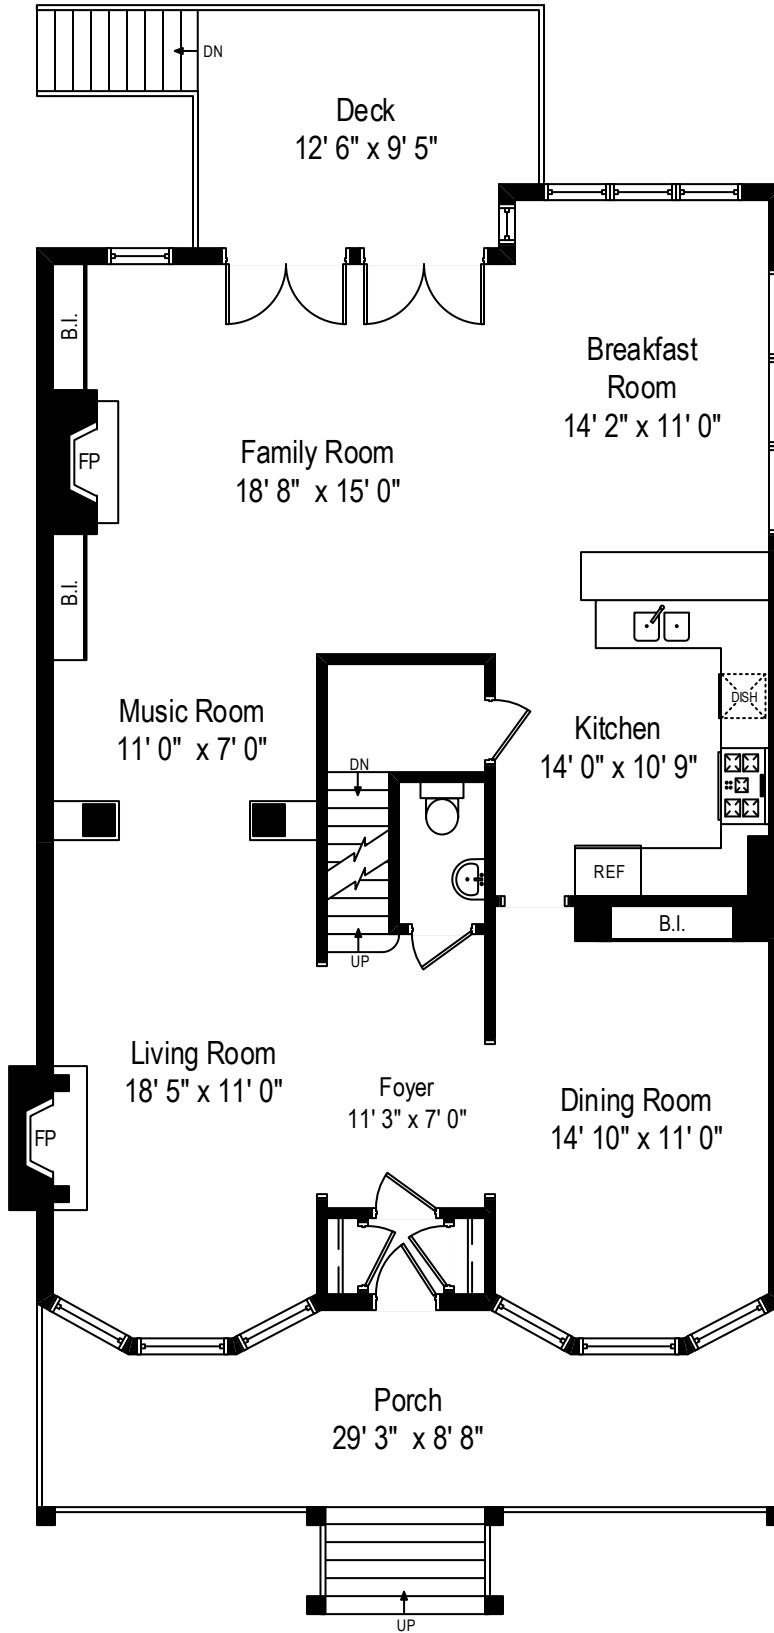 DN
Deck
12' 6" x 9' 5"
B.I.
Breakfast
Room
14' 2" x 11' 0"
FP
Family Room
18' 8" x 15' 0"
B.I.
Music Room
11' 0" x 7' 0"
DISH
Kitchen
14' 0" x 10' 9"
DN
REF
B.I.
UP
Living Room
18' 5" x 11' 0"
Foyer
11' 3" x 7' 0"
Dining Room
14' 10" x 11' 0"
FP
Porch
29' 3" x 8' 8"
UP